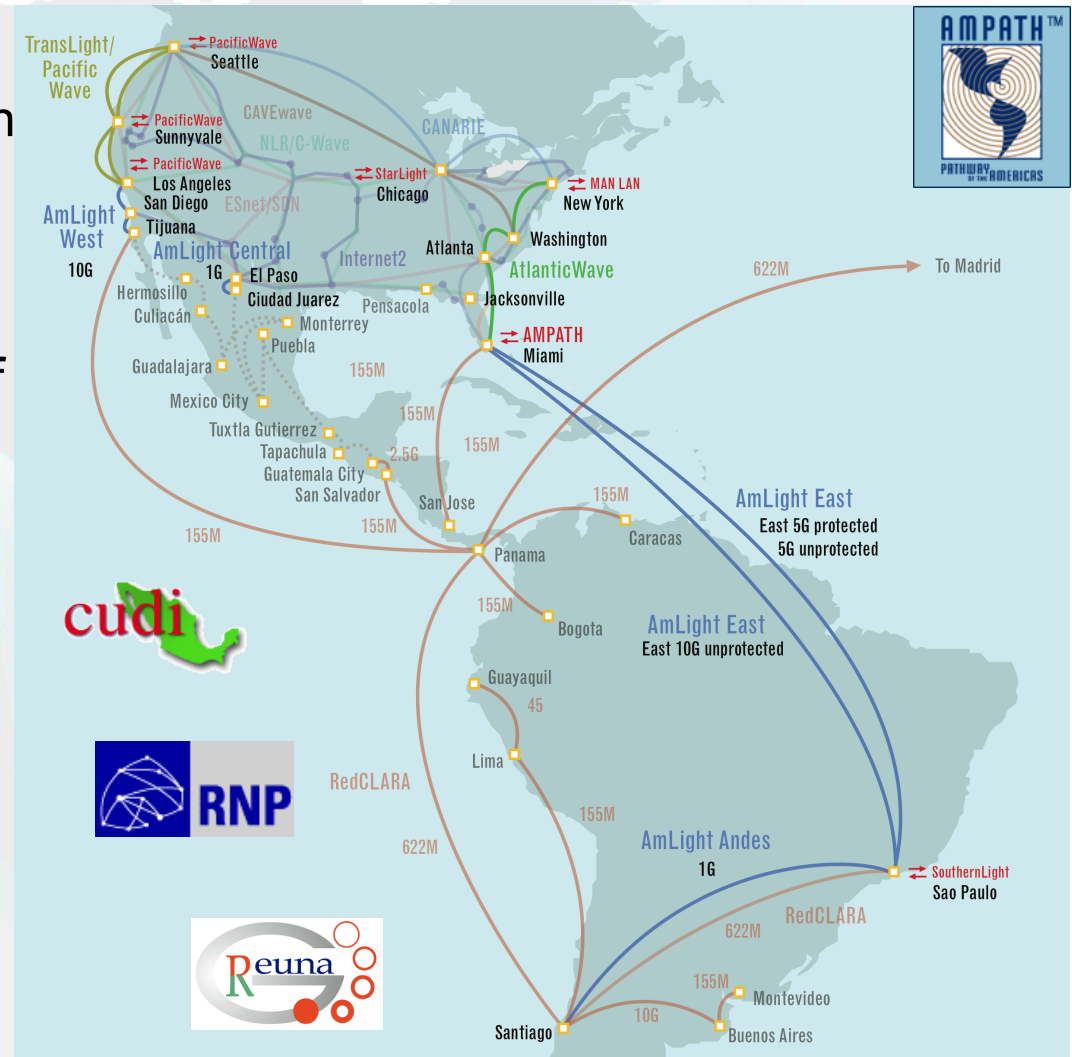 AMPATH™
PATHWAY
OF THE AMERICAS
n
f
TransLight/
Pacific
Wave
PacificWave
Seattle
PacificWave
Sunnyvale
PacificWave
Los Angeles
San Diego
Tijuana
CAVEwave
NLR/C-Wave
CANARIE
StarLight
Chicago
ESnet/SDN
MAN LAN
New York
AmLight
West
10G
AmLight Central
1G
El Paso
Ciudad Juarez
Internet2
Atlanta
Washington
AtlanticWave
622M
To Madrid
Hermosillo
Culiacán
Pensacola
Jacksonville
Monterrey
Puebla
AMPATH
Miami
Guadalajara
155M
Mexico City
155M
Tuxtla Gutierrez
155M
Tapachula
2.5G
Guatemala City
San Salvador
San Jose
155M
155M
155M
Caracas
Panama
AmLight East
East 5G protected
5G unprotected
155M
Bogota
AmLight East
East 10G unprotected
cudi
Guayaquil
45
Lima
RedCLARA
RNP
155M
622M
AmLight Andes
1G
SouthernLight
Sao Paulo
RedCLARA
622M
Reuna
155M
Montevideo
10G
Santiago
Buenos Aires